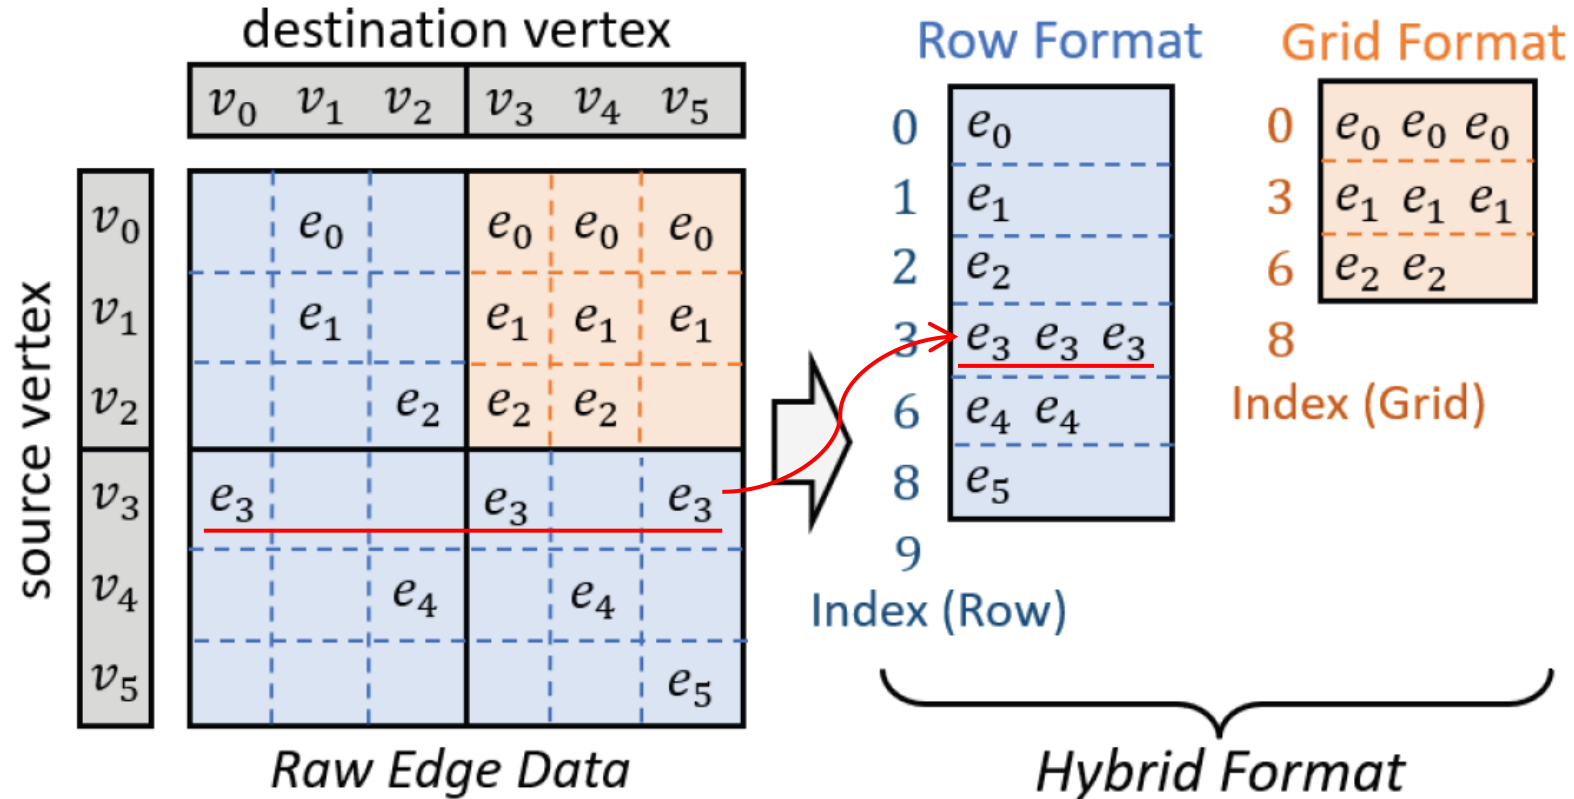 destination vertex
v₀ v₁ v₂ v₃ v₄ v₅
source vertex
v₀ e₀ e₀ e₀ e₀
v₁ e₁ e₁ e₁ e₁
v₂ e₂ e₂ e₂
v₃ e₃ e₃ e₃
v₄ e₄ e₄
v₅ e₅
Raw Edge Data
Row Format
0 e₀
1 e₁
2 e₂
3 e₃ e₃ e₃
6 e₄ e₄
8 e₅
9
Index (Row)
Grid Format
0 e₀ e₀ e₀
3 e₁ e₁ e₁
6 e₂ e₂
8
Index (Grid)
Hybrid Format